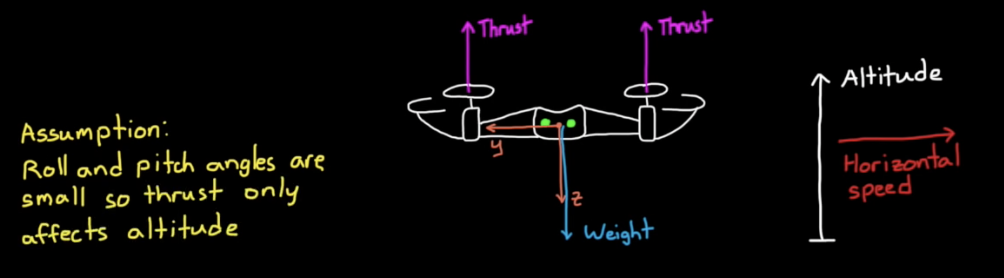 Thrust
Thrust
Altitude
Assumption:
Roll and pitch angles are
small so thrust only
affects altitude
y
z
Weight
Horizontal
speed